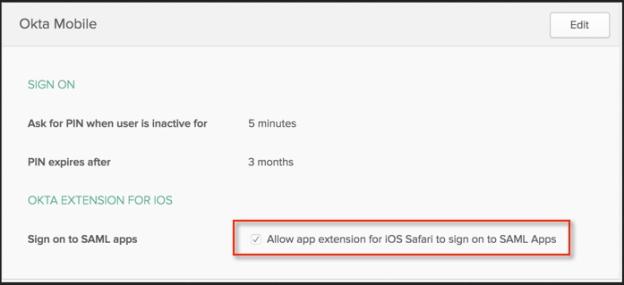 Okta Mobile Edit
SIGN ON
Ask for PIN when user is inactive for 5 minutes
PIN expires after 3 months
OKTA EXTENSION FOR IOS
Sign on to SAML apps Allow app extension for iOS Safari to sign on to SAML Apps